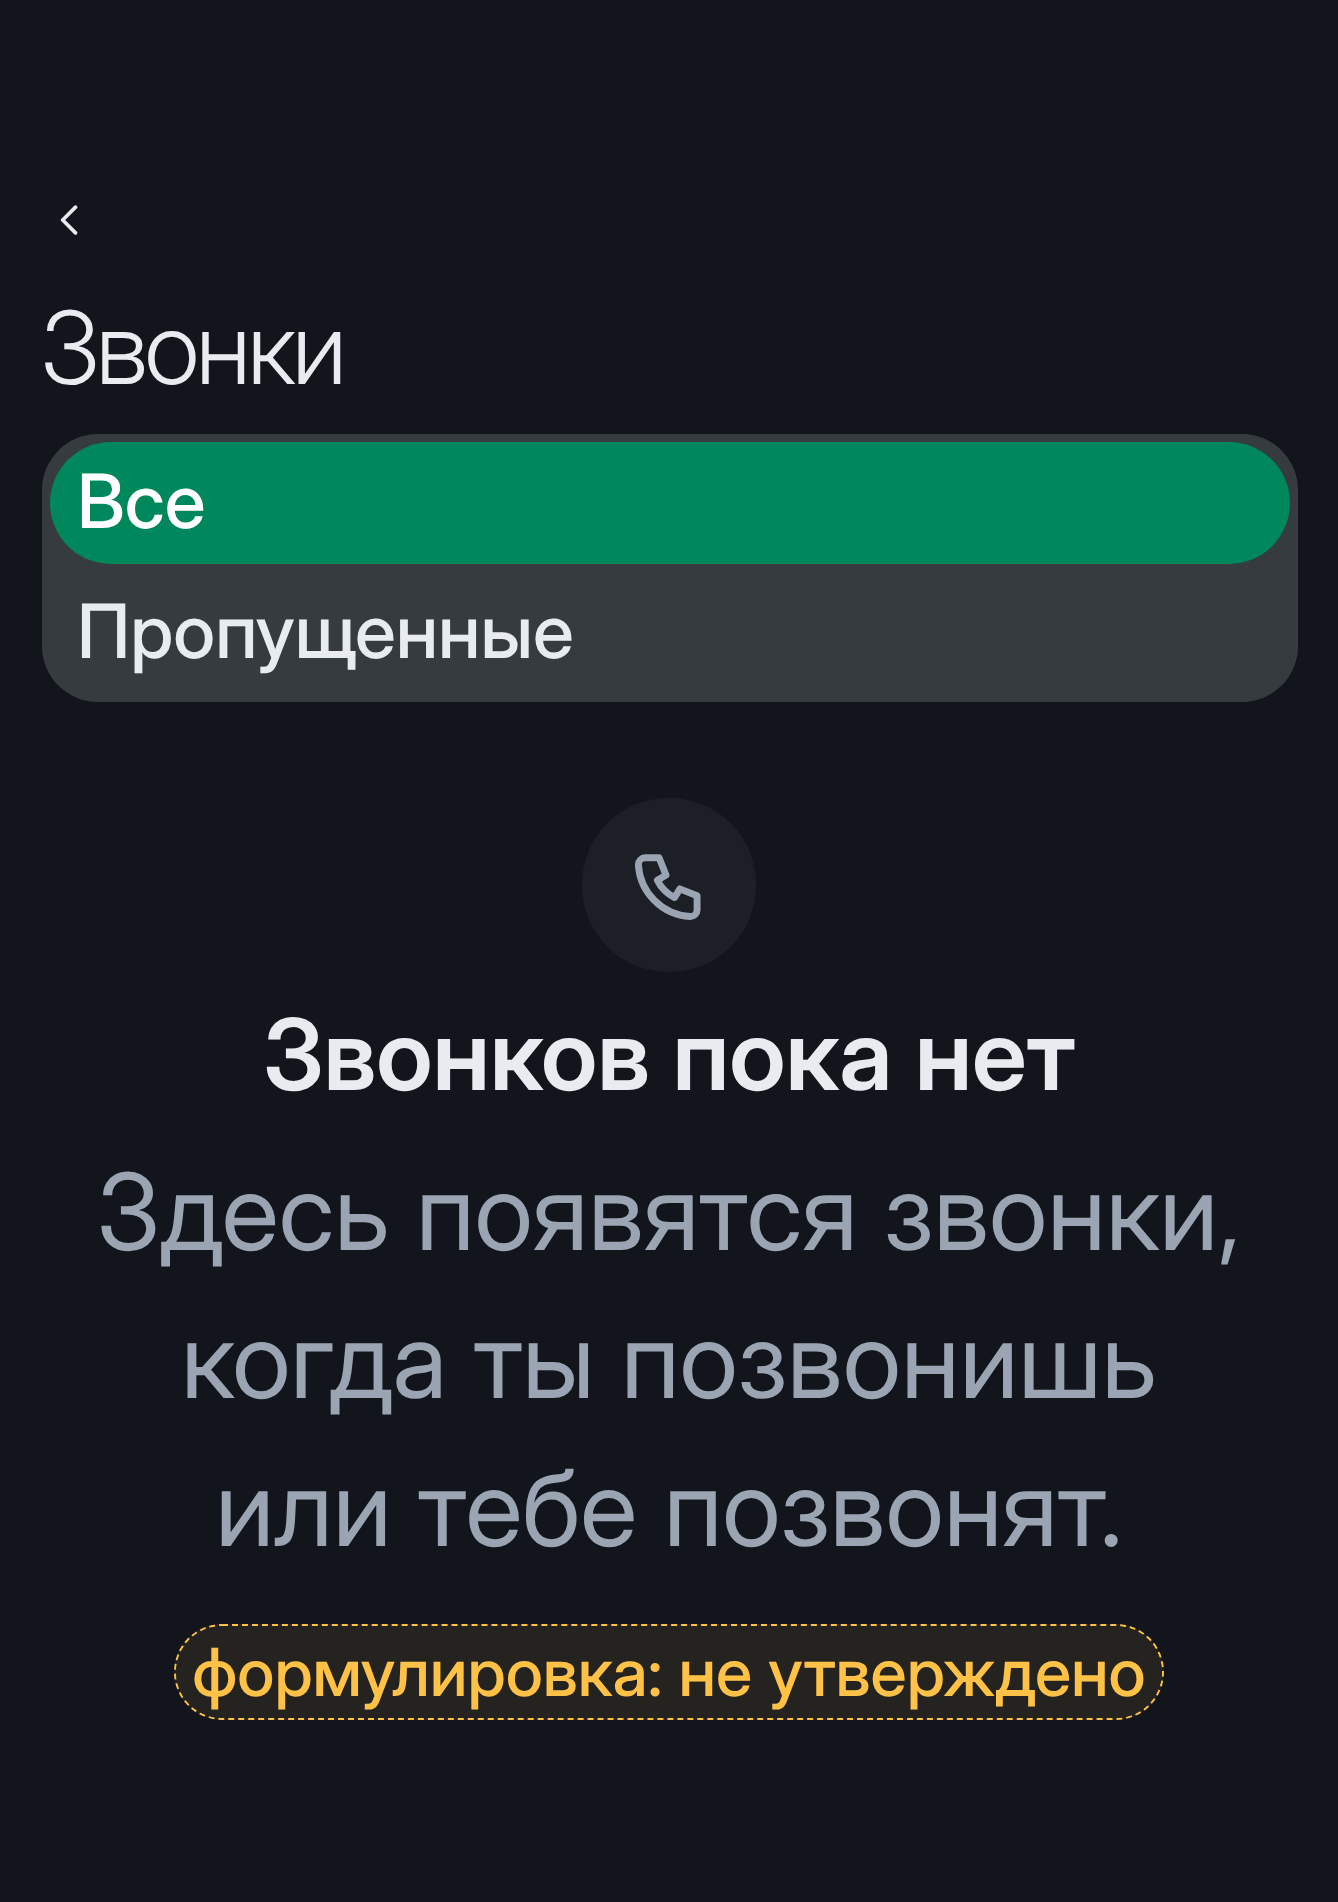 Звонки
Все
Пропущенные
Звонков пока нет
Здесь появятся звонки,
когда ты позвонишь
или тебе позвонят.
формулировка: не утверждено